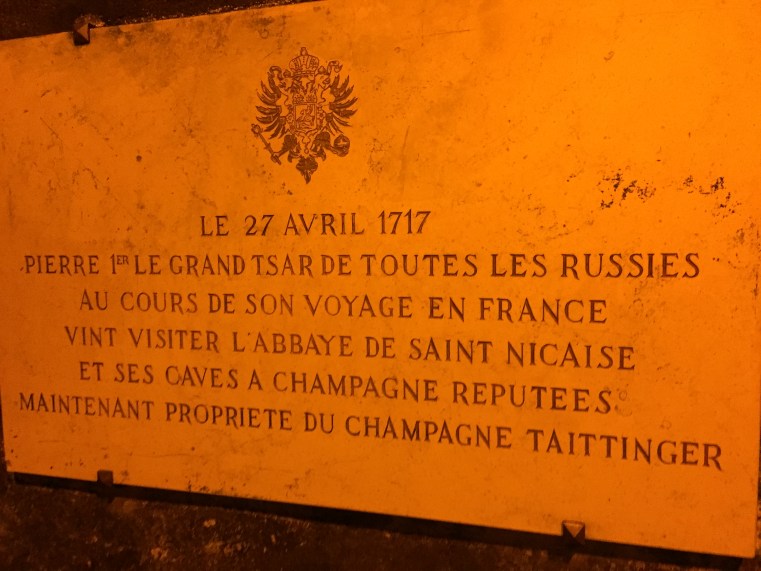 LE 27 AVRIL 1717
PIERRE 1ER LE GRAND TSAR DE TOUTES LES RUSSIES
AU COURS DE SON VOYAGE EN FRANCE
VINT VISITER L'ABBAYE DE SAINT NICAISE
ET SES CAVES A CHAMPAGNE REPUTEES
MAINTENANT PROPRIETE DU CHAMPAGNE TAITTINGER